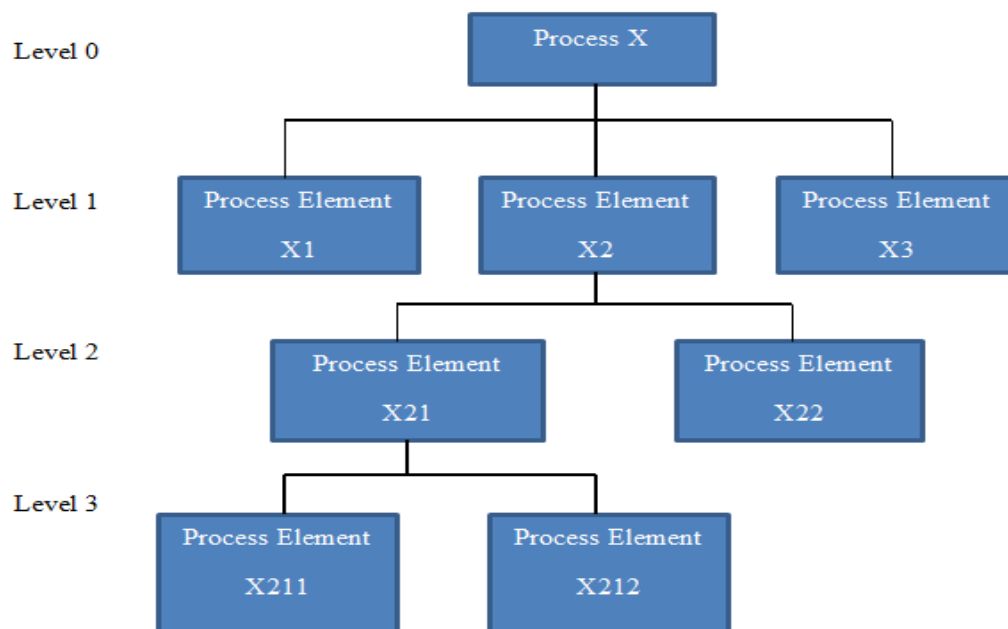 Level 0
Process X
Level 1
Process Element
X1
Process Element
X2
Process Element
X3
Level 2
Process Element
X21
Process Element
X22
Level 3
Process Element
X211
Process Element
X212